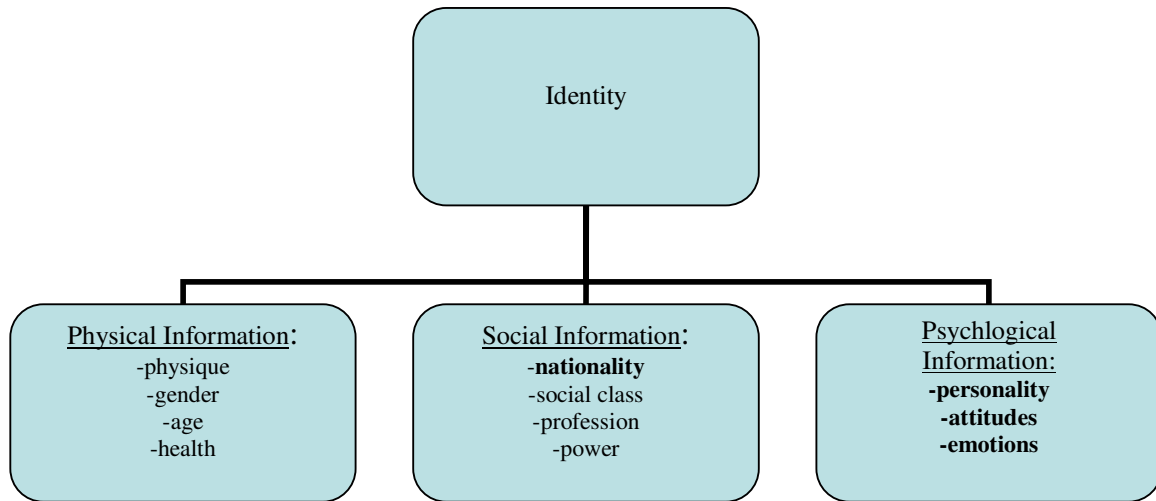 Identity
Physical Information:
-physique
-gender
-age
-health
Social Information:
-nationality
-social class
-profession
-power
Psychlogical
Information:
-personality
-attitudes
-emotions